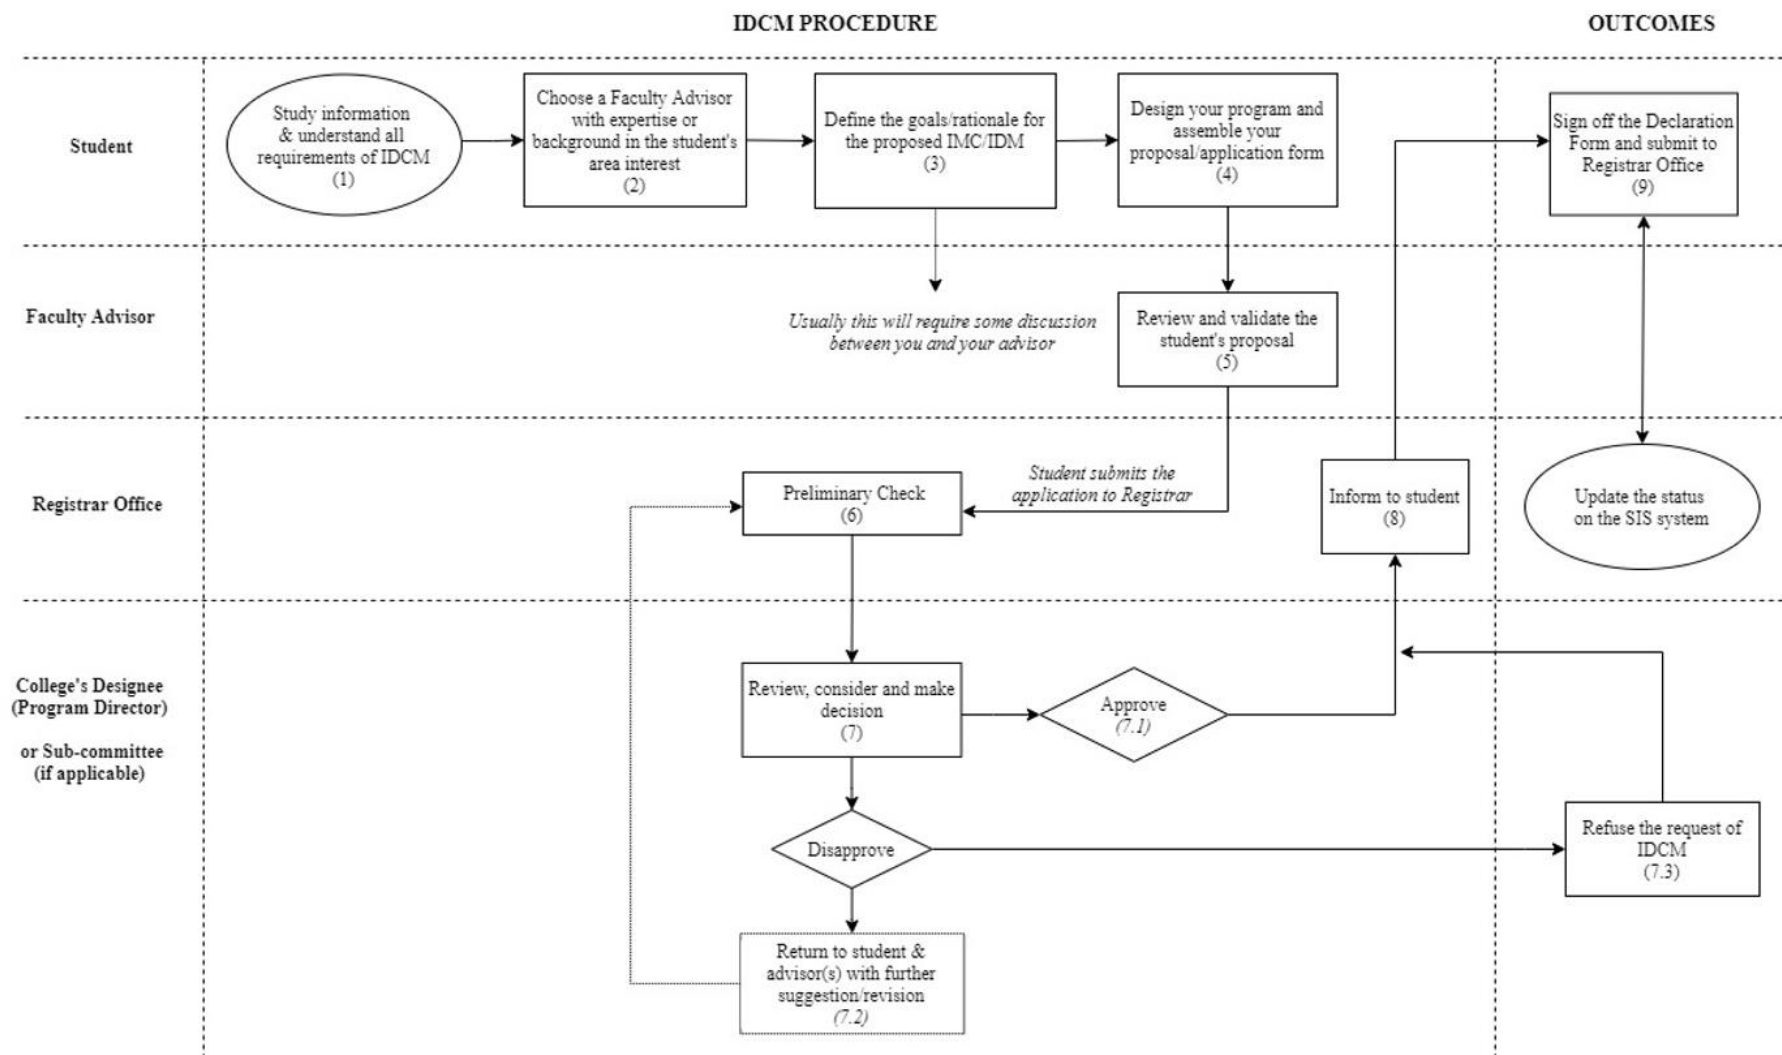 IDCM PROCEDURE
OUTCOMES
Student
Study information
& understand all
requirements of IDCM
(1)
Choose a Faculty Advisor
with expertise or
background in the student's
area interest
(2)
Define the goals/rationale for
the proposed IMC/IDM
(3)
Design your program and
assemble your
proposal/application form
(4)
Sign off the Declaration
Form and submit to
Registrar Office
(9)
Faculty Advisor
Usually this will require some discussion
between you and your advisor
Review and validate the
student's proposal
(5)
Registrar Office
Preliminary Check
(6)
Student submits the
application to Registrar
Inform to student
(8)
Update the status
on the SIS system
College's Designee
(Program Director)
or Sub-committee
(if applicable)
Review, consider and make
decision
(7)
Approve
(7.1)
Disapprove
Refuse the request of
IDCM
(7.3)
Return to student &
advisor(s) with further
suggestion/revision
(7.2)